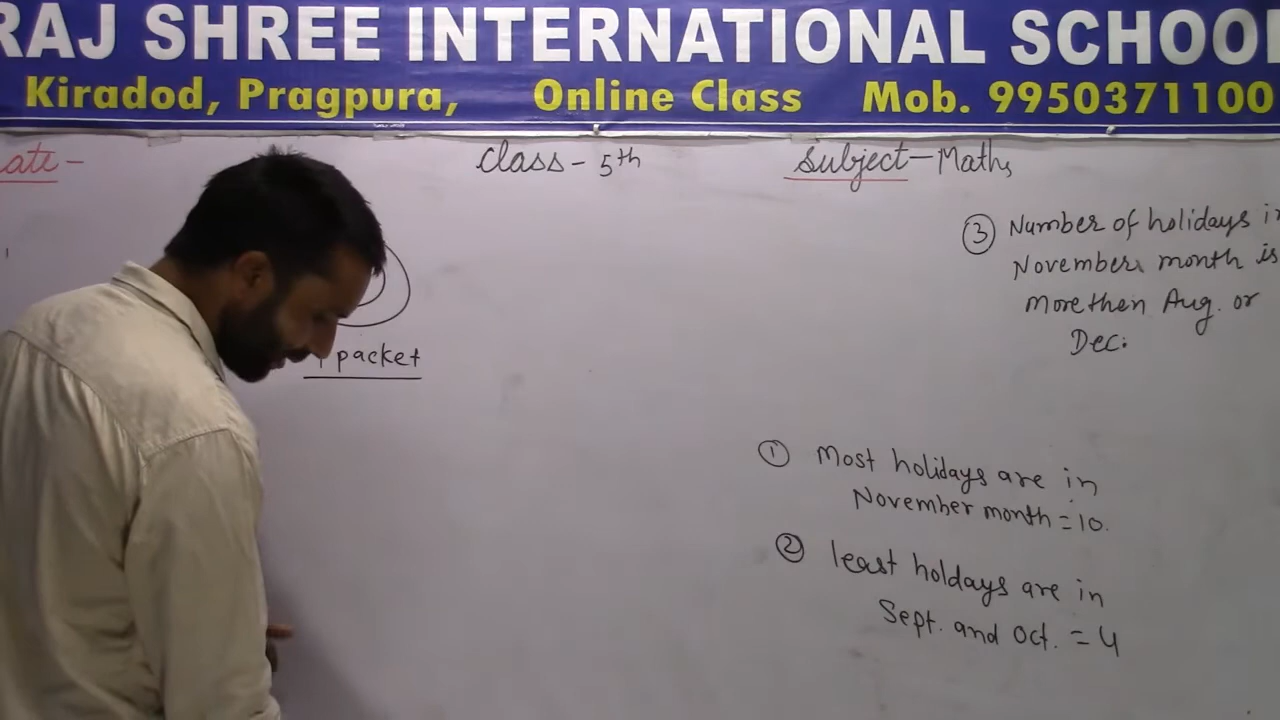 RAJ SHREE INTERNATIONAL SCHOOL
Kiradod, Pragpura, Online Class Mob. 9950371100
ate -
Class - 5th
Subject - Maths
③ Number of holidays in
November month is
more then Aug. or
Dec.
packet
① Most holidays are in
November month = 10.
② least holdays are in
Sept. and Oct. = 4